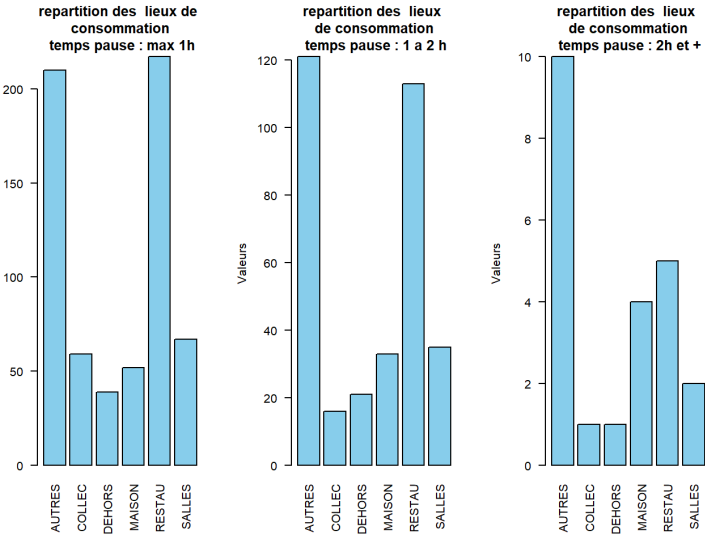 repartition des  lieux de
consommation
temps pause : max 1h
200
150
100
50
0
AUTRES
COLLEC
DEHORS
MAISON
RESTAU
SALLES
repartition des  lieux
de consommation
temps pause : 1 a 2 h
Valeurs
120
100
80
60
40
20
0
AUTRES
COLLEC
DEHORS
MAISON
RESTAU
SALLES
repartition des  lieux
de consommation
temps pause : 2h et +
Valeurs
10
8
6
4
2
0
AUTRES
COLLEC
DEHORS
MAISON
RESTAU
SALLES